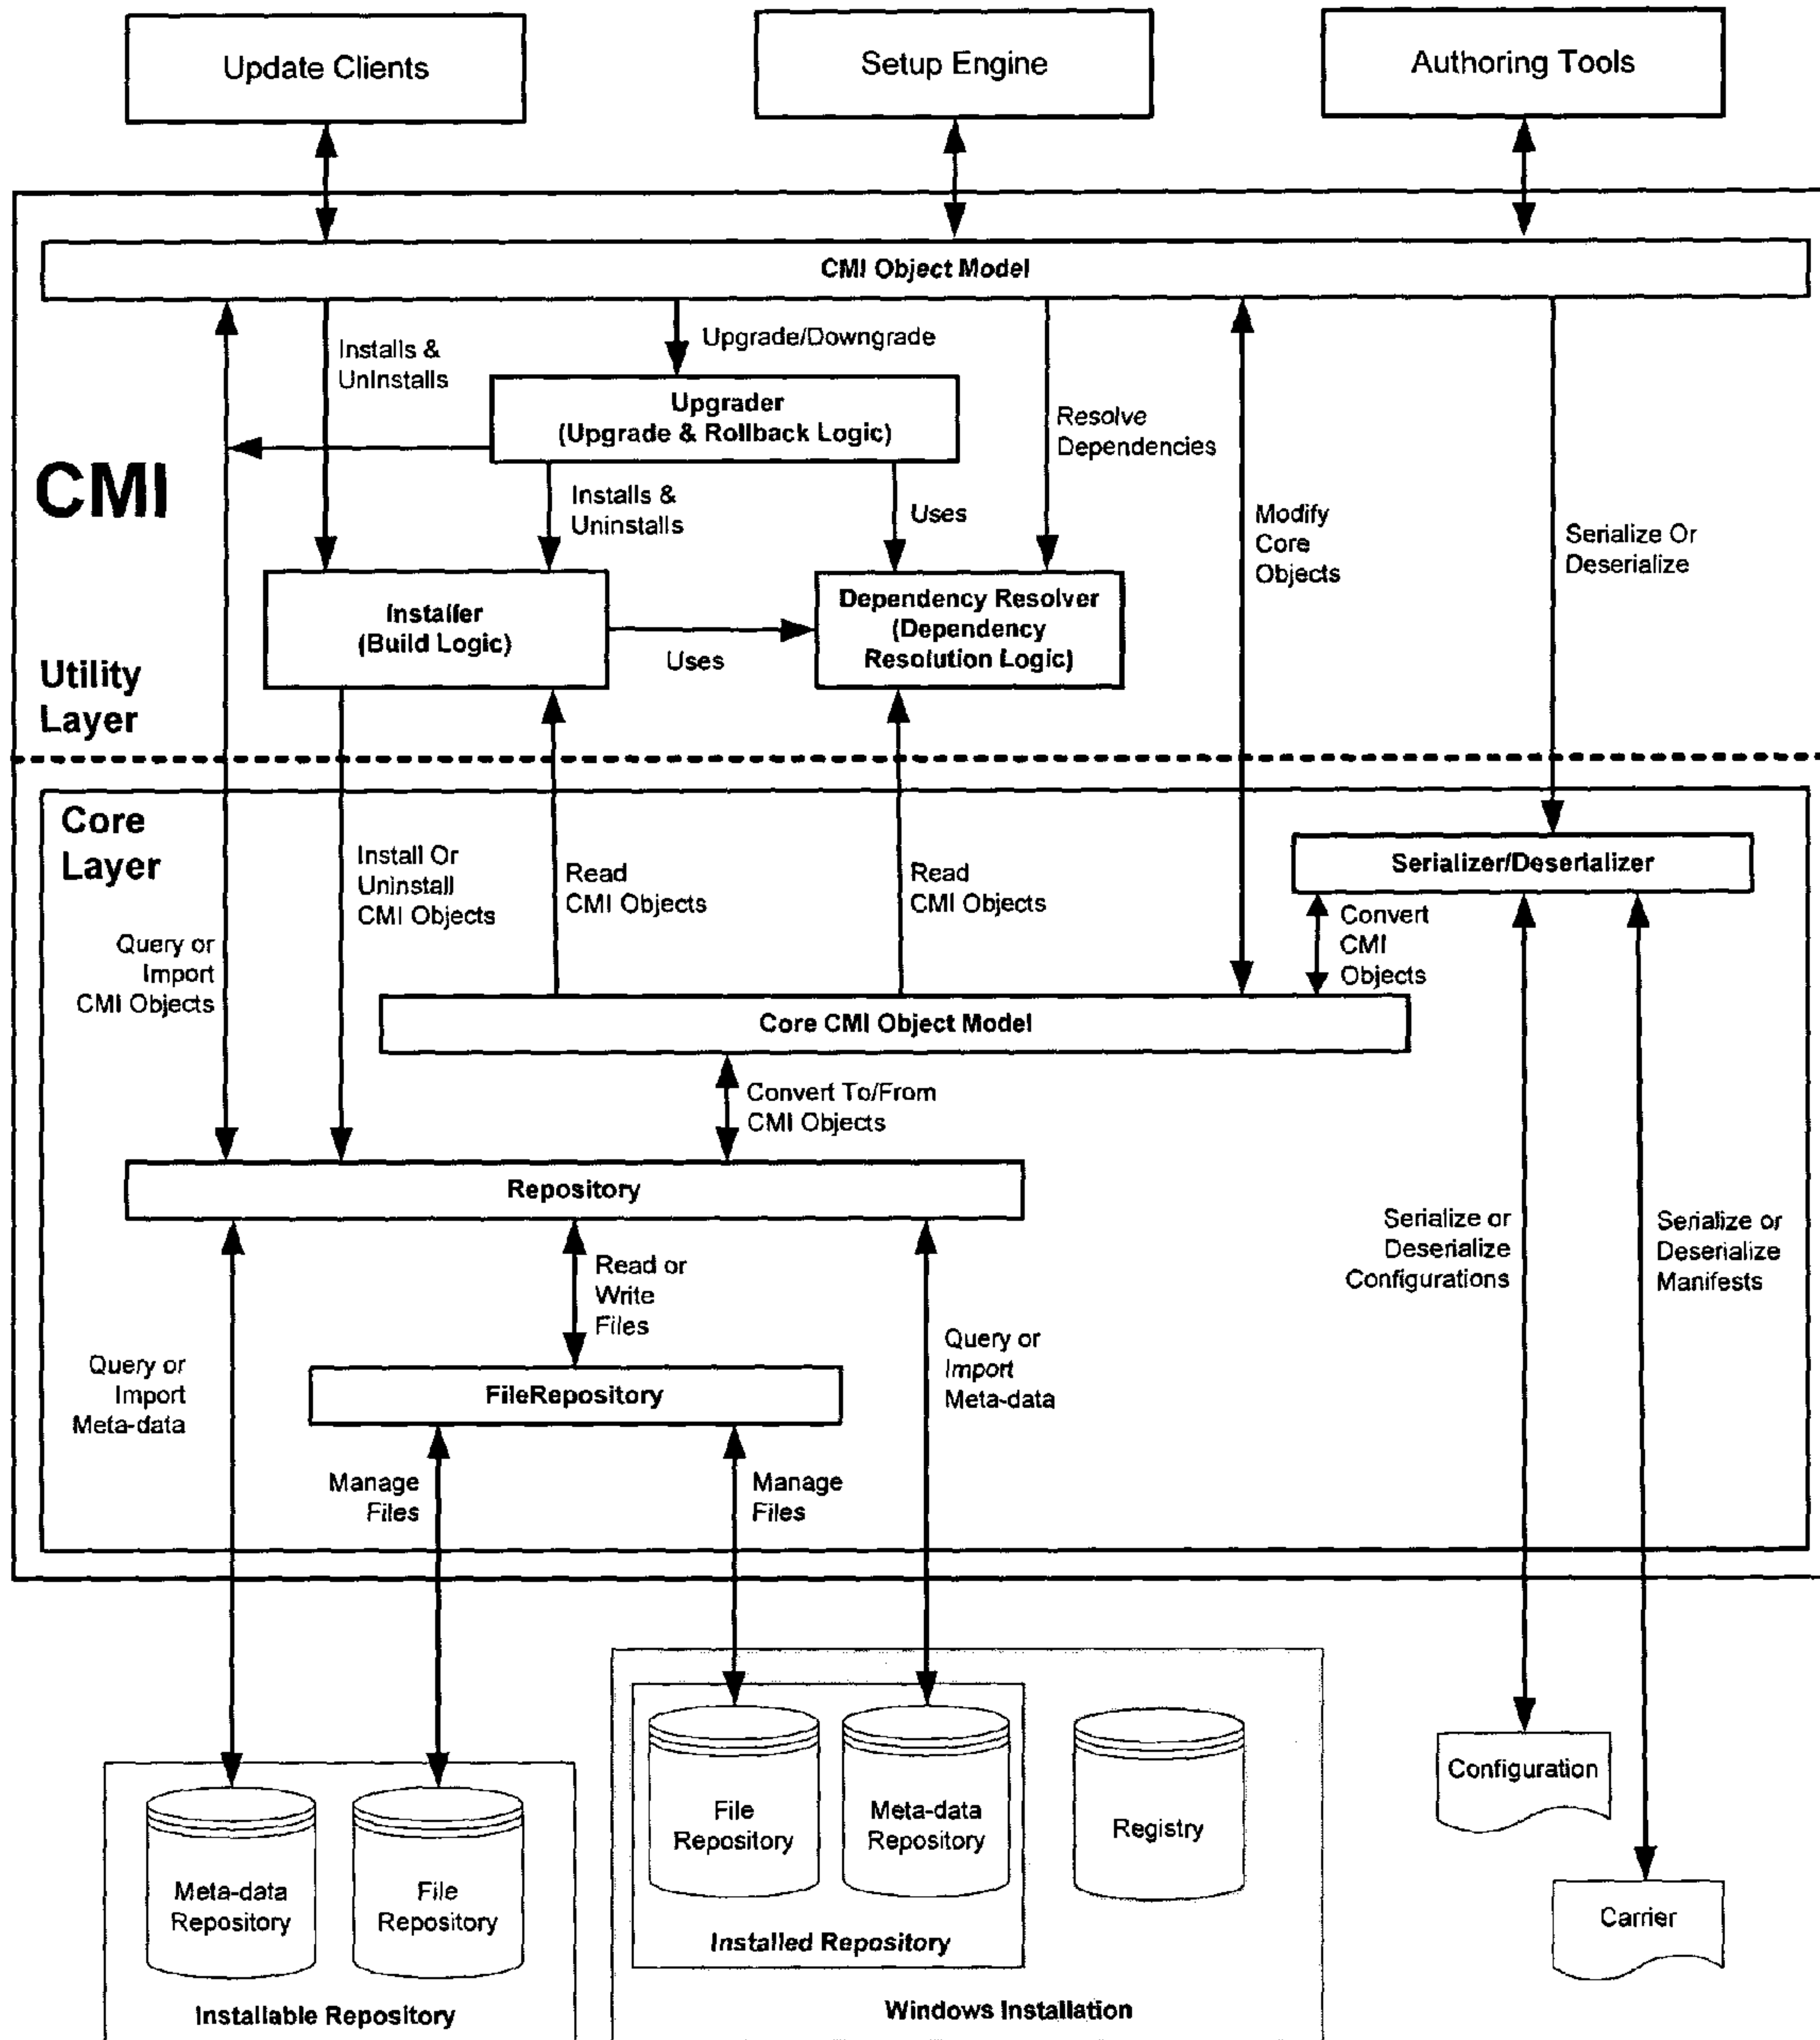 Update Clients
Setup Engine
Authoring Tools
CMI Object Model
Installs &
UnInstalls
Upgrade/Downgrade
Upgrader
(Upgrade & Rollback Logic)
Resolve
Dependencies
CMI
Installs &
Uninstalls
Uses
Modify
Core
Objects
Serialize Or
Deserialize
Installer
(Build Logic)
Uses
Dependency Resolver
(Dependency
Resolution Logic)
Utility
Layer
Core
Layer
Install Or
Uninstall
CMI Objects
Read
CMI Objects
Read
CMI Objects
Serializer/Deserializer
Convert
CMI
Objects
Query or
Import
CMI Objects
Core CMI Object Model
Convert To/From
CMI Objects
Repository
Read or
Write
Files
Serialize or
Deserialize
Configurations
Serialize or
Deserialize
Manifests
Query or
Import
Meta-data
FileRepository
Query or
Import
Meta-data
Manage
Files
Manage
Files
File
Repository
Meta-data
Repository
Registry
Configuration
Meta-data
Repository
File
Repository
Installed Repository
Carrier
Installable Repository
Windows Installation